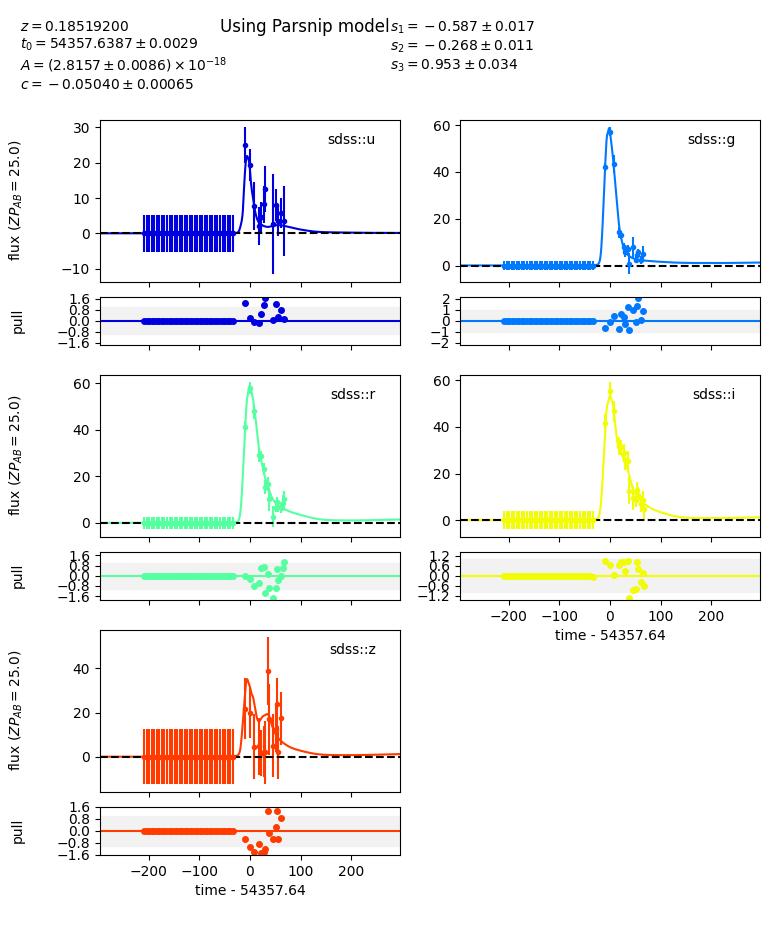 Using Parsnip model
z = 0.18519200
t₀ = 54357.6387 ± 0.0029
A = (2.8157 ± 0.0086) × 10⁻¹⁸
c = −0.05040 ± 0.00065
s₁ = −0.587 ± 0.017
s₂ = −0.268 ± 0.011
s₃ = 0.953 ± 0.034
sdss::u
flux (ZP_AB = 25.0)
30
20
10
0
−10
pull
1.6
0.8
0.0
−0.8
−1.6
sdss::g
60
40
20
0
2
1
0
−1
−2
sdss::r
flux (ZP_AB = 25.0)
60
40
20
0
pull
1.6
0.8
0.0
−0.8
−1.6
sdss::i
60
40
20
0
1.2
0.6
0.0
−0.6
−1.2
−200 −100 0 100 200
time - 54357.64
sdss::z
flux (ZP_AB = 25.0)
40
20
0
pull
1.6
0.8
0.0
−0.8
−1.6
−200 −100 0 100 200
time - 54357.64